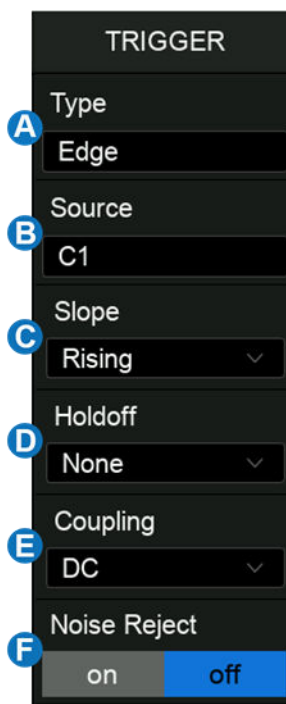 TRIGGER
A
Type
Edge
B
Source
C1
C
Slope
Rising
D
Holdoff
None
E
Coupling
DC
F
Noise Reject
on off